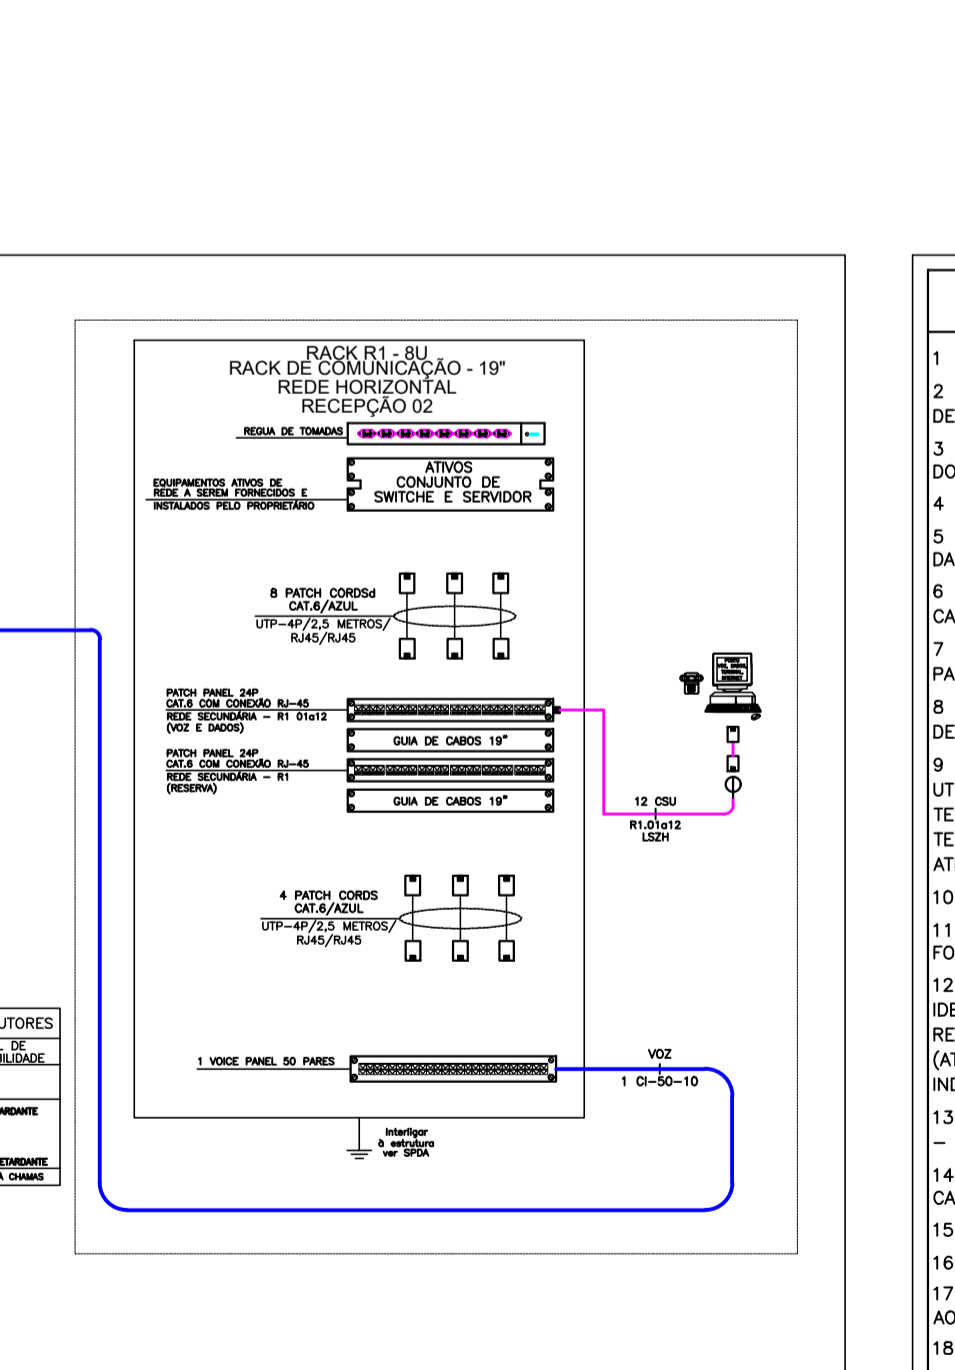 RACK R1 - 8U
RACK DE COMUNICAÇÃO - 19"
REDE HORIZONTAL
RECEPÇÃO 02
REGUA DE TOMADAS
ATIVOS
CONJUNTO DE
SWITCHE E SERVIDOR
EQUIPAMENTOS ATIVOS DE
REDE A SEREM FORNECIDOS E
INSTALADOS PELO PROPRIETÁRIO
8 PATCH CORDSd
CAT.6/AZUL
UTP-4P/2,5 METROS/
RJ45/RJ45
PATCH PANEL 24P
CAT.6 COM CONEXÃO RJ-45
REDE SECUNDÁRIA - R1 01a12
(VOZ E DADOS)
GUIA DE CABOS 19"
PATCH PANEL 24P
CAT.6 COM CONEXÃO RJ-45
REDE SECUNDÁRIA - R1
(RESERVA)
GUIA DE CABOS 19"
PONTO
VOZ, DADOS,
TERMINAL,
INTERNET
12 CSU
R1.01a12
LSZH
4 PATCH CORDS
CAT.6/AZUL
UTP-4P/2,5 METROS/
RJ45/RJ45
1 VOICE PANEL 50 PARES
VOZ
1 CI-50-10
Interligar
à estrutura
ver SPDA
UTORES
L DE
BILIDADE
ARDANTE
ETARDANTE
A CHAMAS
1
2
DE
3
DO
4
5
DA
6
CA
7
PA
8
DE
9
UT
TE
TE
AT
10
11
FO
12
IDE
RE
(AT
IND
13
-
14
CA
15
16
17
AO
18